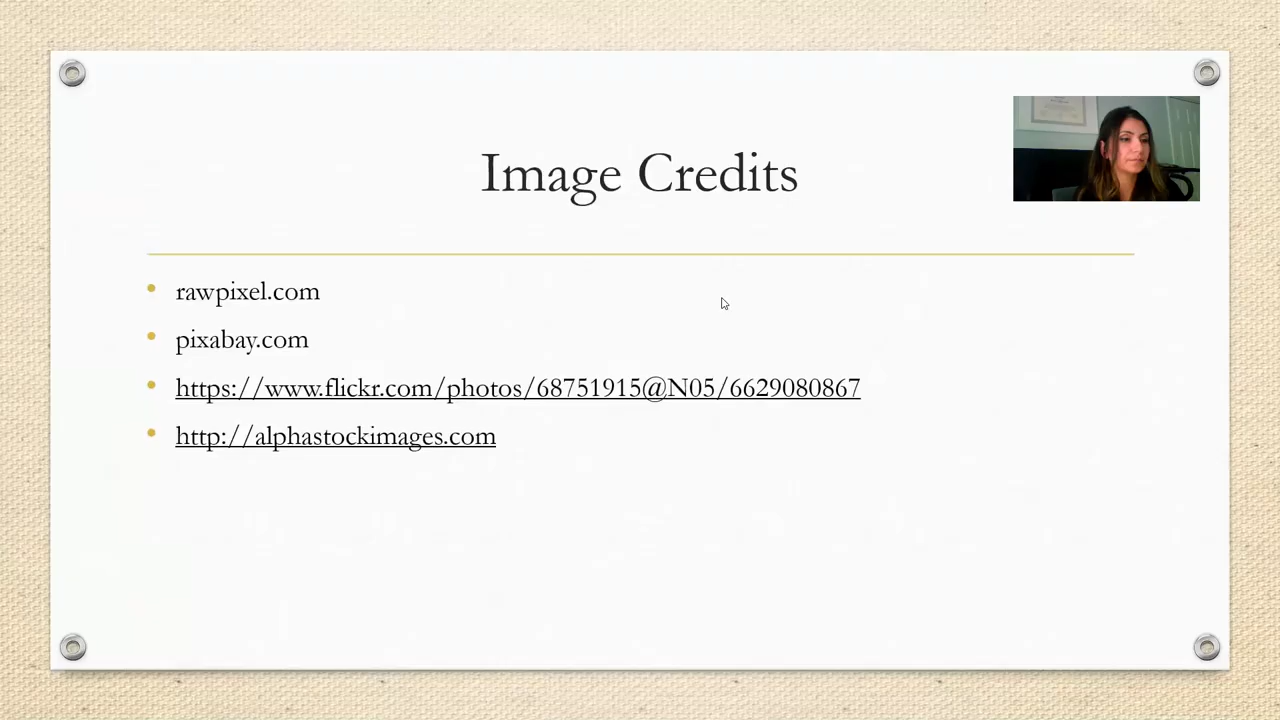 Image Credits
rawpixel.com
pixabay.com
https://www.flickr.com/photos/68751915@N05/6629080867
http://alphastockimages.com